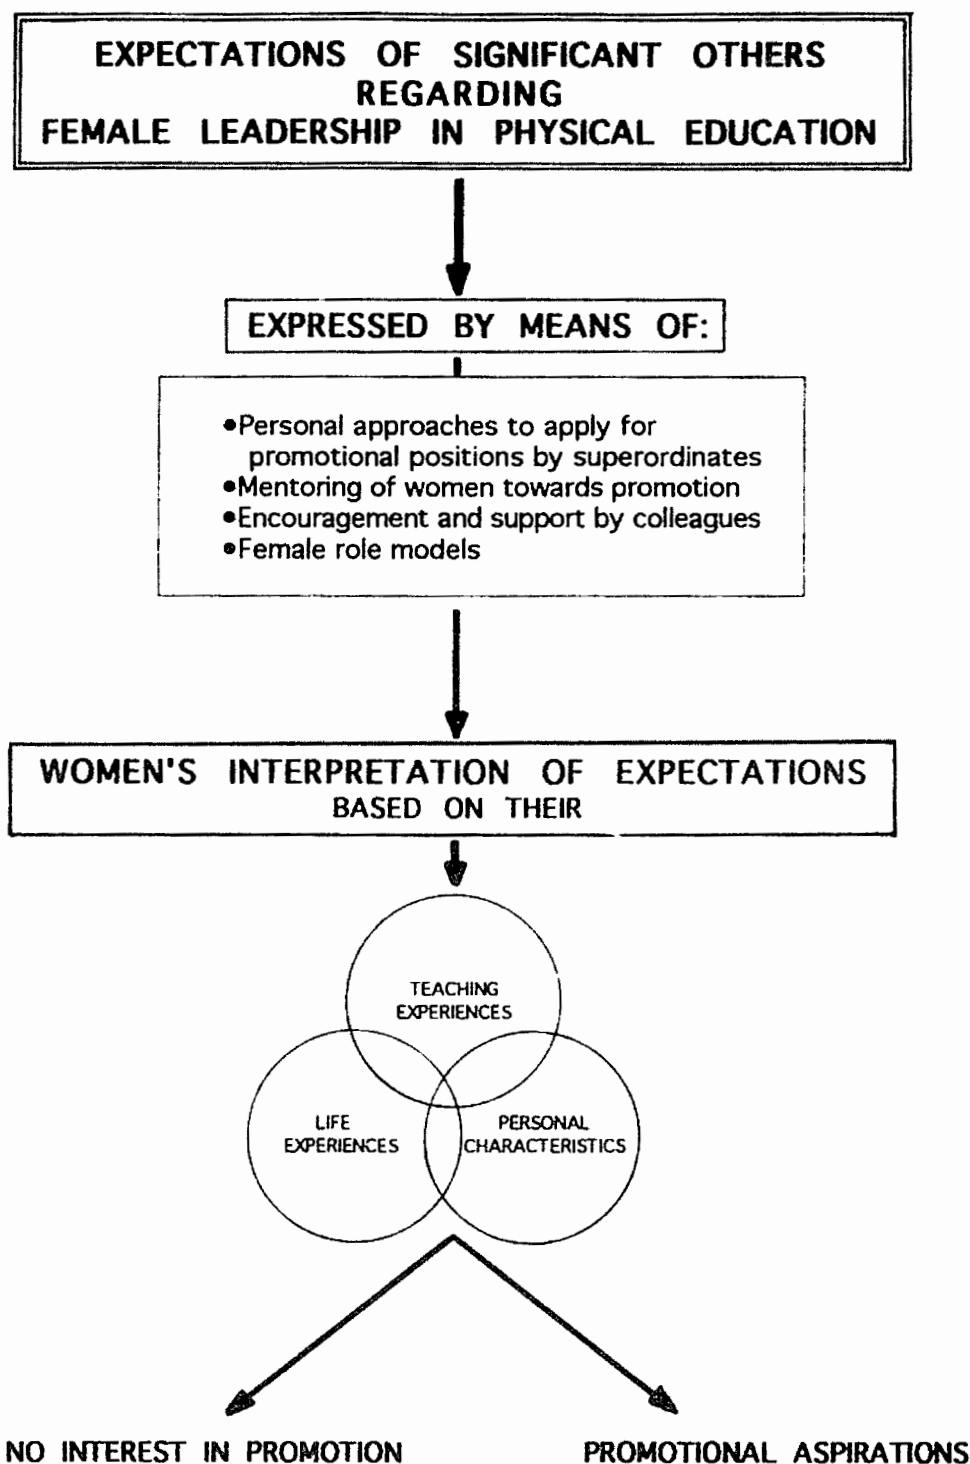 EXPECTATIONS OF SIGNIFICANT OTHERS
REGARDING
FEMALE LEADERSHIP IN PHYSICAL EDUCATION
EXPRESSED BY MEANS OF:
•Personal approaches to apply for
promotional positions by superordinates
•Mentoring of women towards promotion
•Encouragement and support by colleagues
•Female role models
WOMEN'S INTERPRETATION OF EXPECTATIONS
BASED ON THEIR
TEACHING
EXPERIENCES
LIFE
EXPERIENCES
PERSONAL
CHARACTERISTICS
NO INTEREST IN PROMOTION
PROMOTIONAL ASPIRATIONS